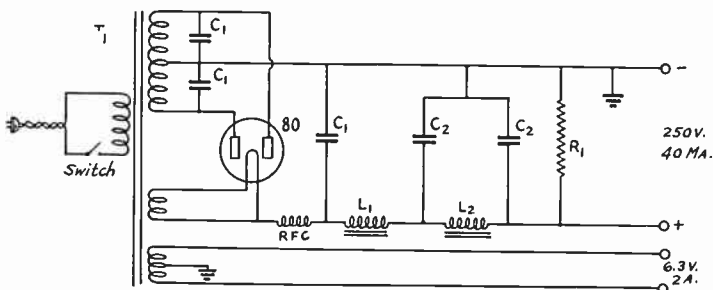 T1
C1
C1
80
C1
C2
C2
R1
-
250V.
40 MA.
Switch
L1
L2
RFC
+
6.3V.
2A.